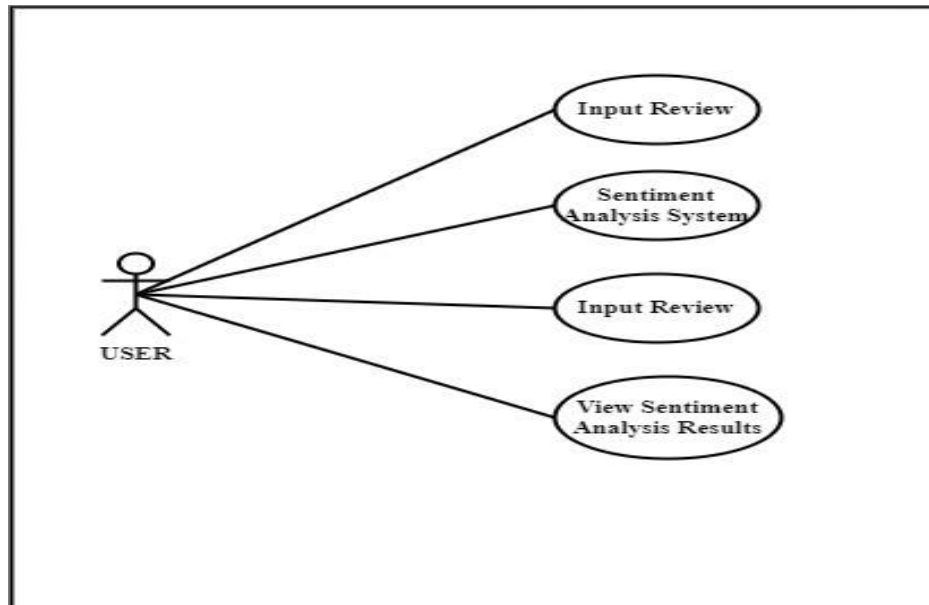 Input Review
Sentiment
Analysis System
Input Review
USER
View Sentiment
Analysis Results